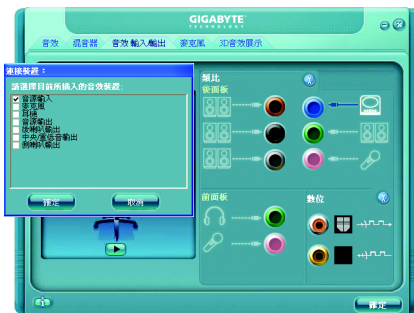 GIGABYTE
TECHNOLOGY
音效 混音器 音效輸入/輸出 麥克風 3D音效展示
連接裝置：
請選擇目前所插入的音效裝置：
音源輸入
麥克風
耳機
音源輸出
後喇叭輸出
中央/重低音輸出
側喇叭輸出
確定 取消
類比
後面板
前面板
數位
確定